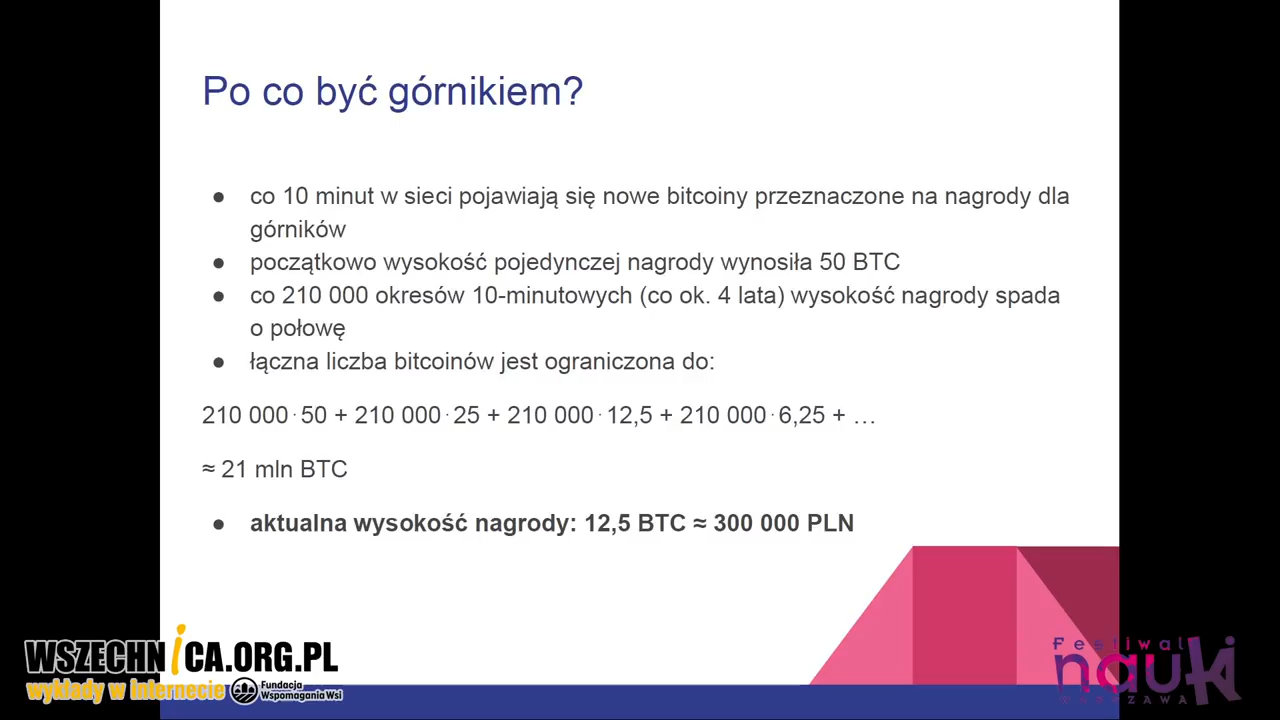 Po co być górnikiem?
● co 10 minut w sieci pojawiają się nowe bitcoiny przeznaczone na nagrody dla
górników
● początkowo wysokość pojedynczej nagrody wynosiła 50 BTC
● co 210 000 okresów 10-minutowych (co ok. 4 lata) wysokość nagrody spada
o połowę
● łączna liczba bitcoinów jest ograniczona do:
210 000·50 + 210 000·25 + 210 000·12,5 + 210 000·6,25 + …
≈ 21 mln BTC
● aktualna wysokość nagrody: 12,5 BTC ≈ 300 000 PLN
WSZECHNiCA.ORG.PL
wykłady w Internecie
Fundacja
Wspomagania Wsi
Festiwal
nauki
WARSZAWA